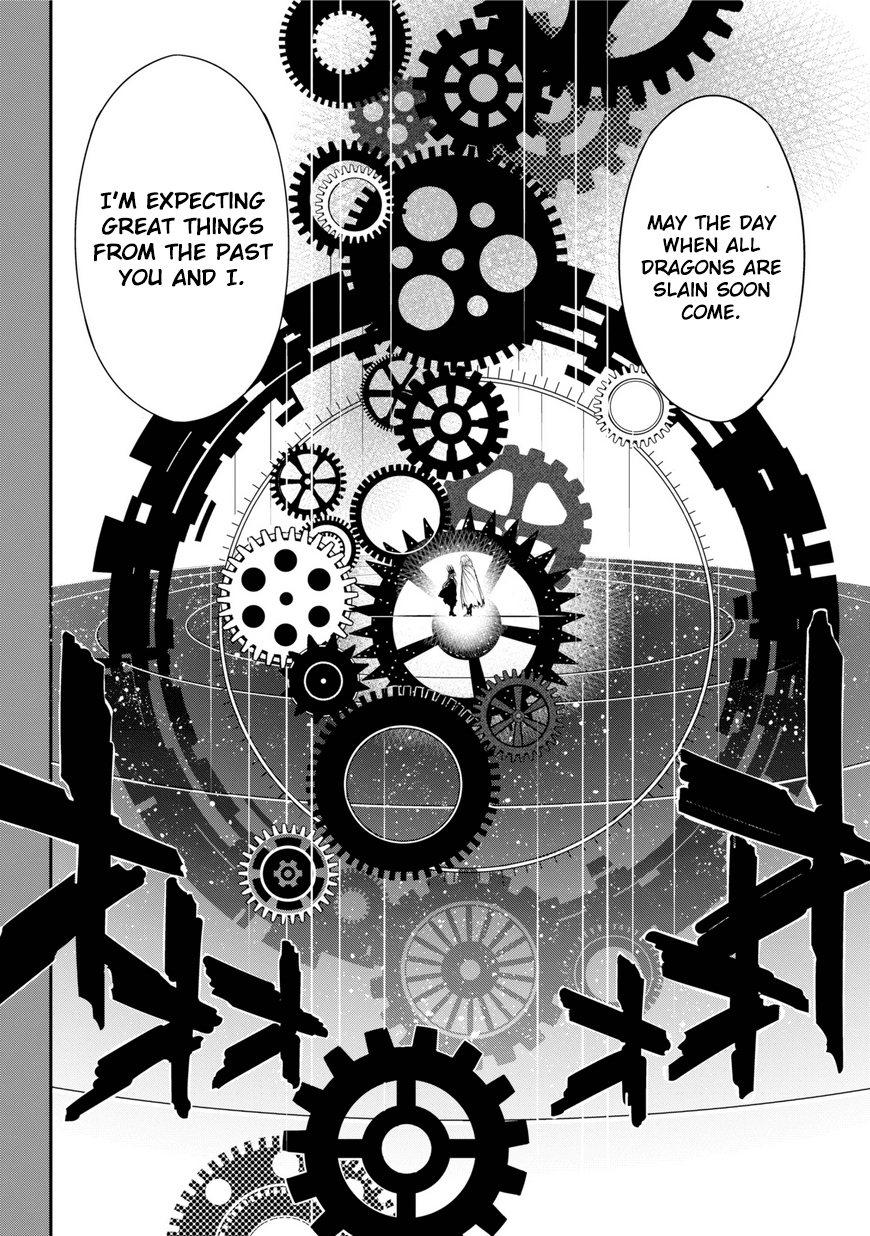 MAY THE DAY
WHEN ALL
DRAGONS ARE
SLAIN SOON
COME.
I'M EXPECTING
GREAT THINGS
FROM THE PAST
YOU AND I.